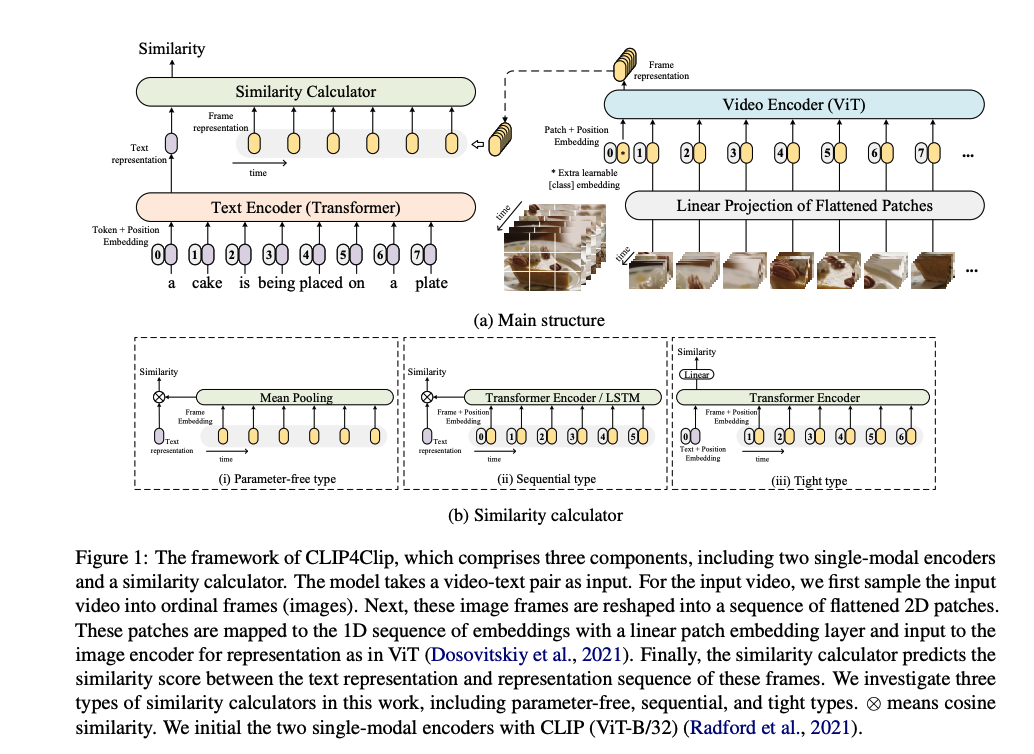 Similarity
Similarity Calculator
Frame
representation
Text
representation
time
Text Encoder (Transformer)
Token + Position
Embedding
0 1 2 3 4 5 6 7
a cake is being placed on a plate
Frame
representation
Video Encoder (ViT)
Patch + Position
Embedding
0 * 1 2 3 4 5 6 7 ...
* Extra learnable
[class] embedding
Linear Projection of Flattened Patches
time
time
...
(a) Main structure
Similarity
Mean Pooling
Frame
Embedding
Text
representation
time
(i) Parameter-free type
Similarity
Transformer Encoder / LSTM
Frame + Position
Embedding
0 1 2 3 4 5
Text
representation
time
(ii) Sequential type
Similarity
Linear
Transformer Encoder
Frame + Position
Embedding
0 1 2 3 4 5 6
Text + Position
Embedding
time
(iii) Tight type
(b) Similarity calculator
Figure 1: The framework of CLIP4Clip, which comprises three components, including two single-modal encoders
and a similarity calculator. The model takes a video-text pair as input. For the input video, we first sample the input
video into ordinal frames (images). Next, these image frames are reshaped into a sequence of flattened 2D patches.
These patches are mapped to the 1D sequence of embeddings with a linear patch embedding layer and input to the
image encoder for representation as in ViT (Dosovitskiy et al., 2021). Finally, the similarity calculator predicts the
similarity score between the text representation and representation sequence of these frames. We investigate three
types of similarity calculators in this work, including parameter-free, sequential, and tight types. ⊗ means cosine
similarity. We initial the two single-modal encoders with CLIP (ViT-B/32) (Radford et al., 2021).